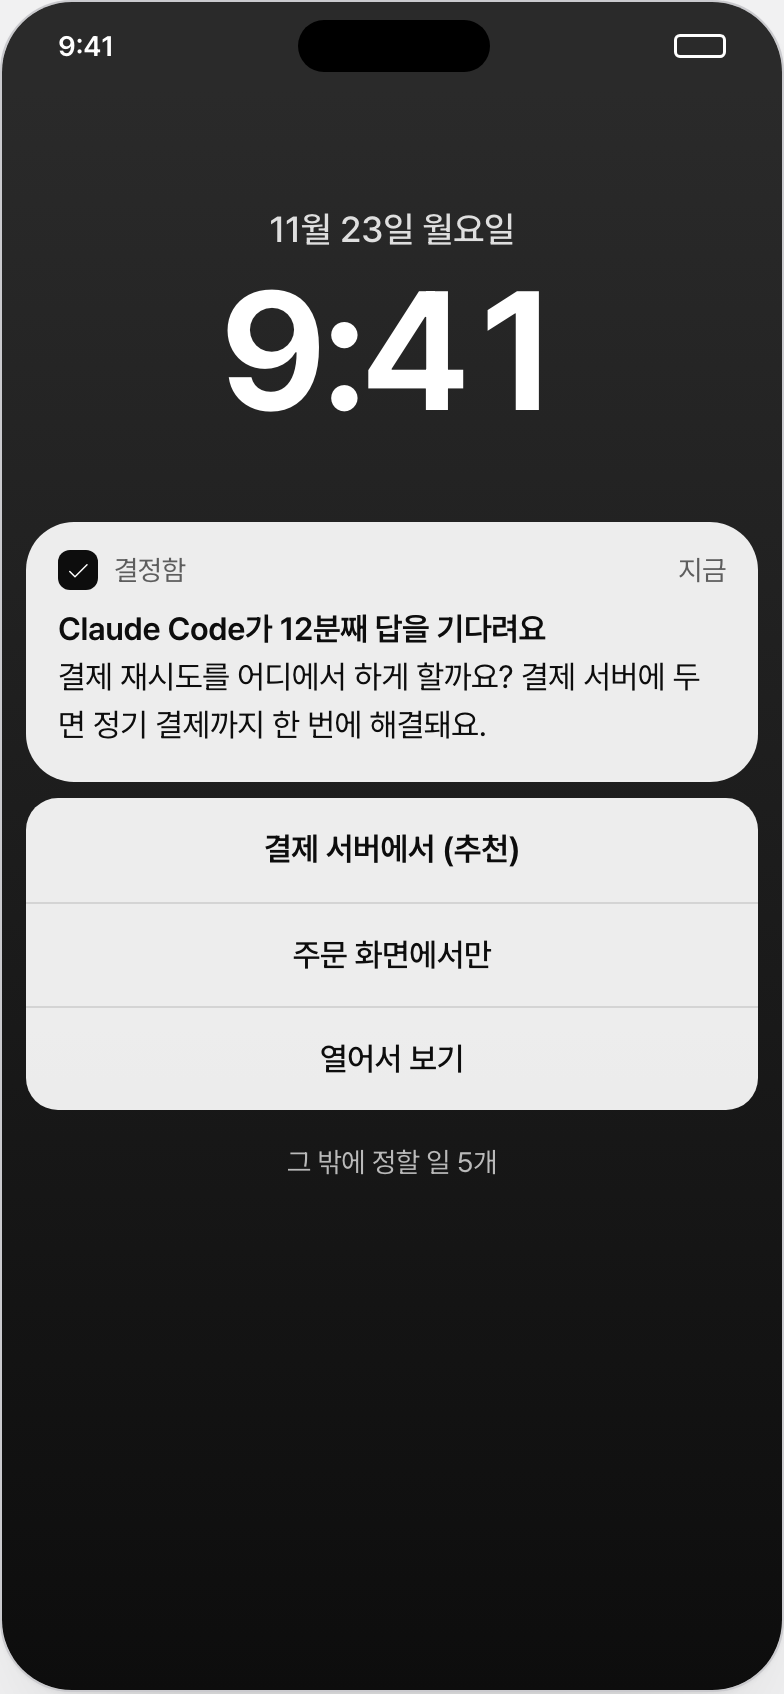 9:41
11월 23일 월요일
9:41
결정함 지금
Claude Code가 12분째 답을 기다려요
결제 재시도를 어디에서 하게 할까요? 결제 서버에 두
면 정기 결제까지 한 번에 해결돼요.
결제 서버에서 (추천)
주문 화면에서만
열어서 보기
그 밖에 정할 일 5개